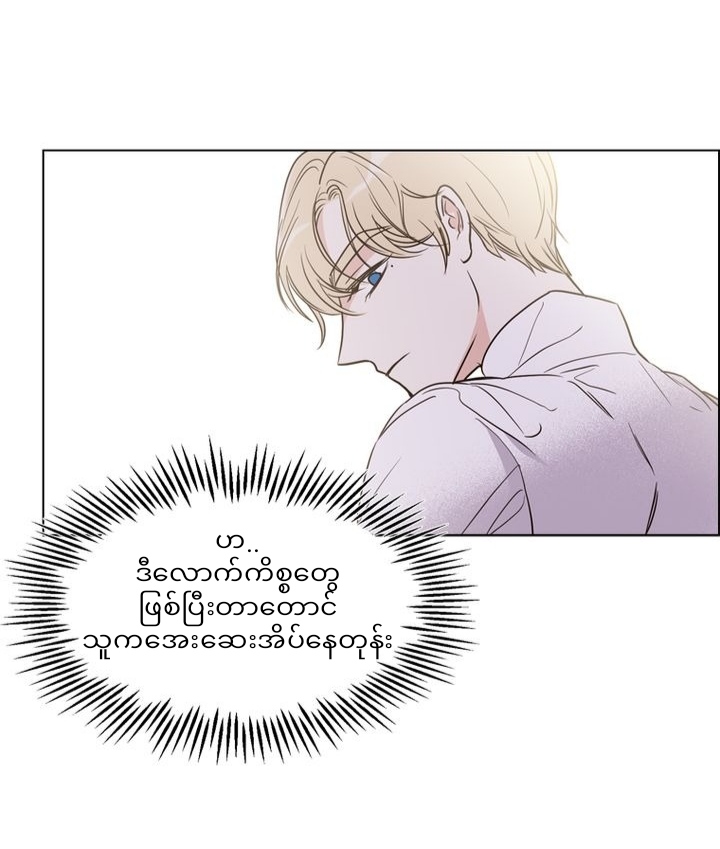 ဟ..
ဒီလောက်ကိစ္စတွေ
ဖြစ်ပြီးတာတောင်
သူကအေးဆေးအိပ်နေတုန်း